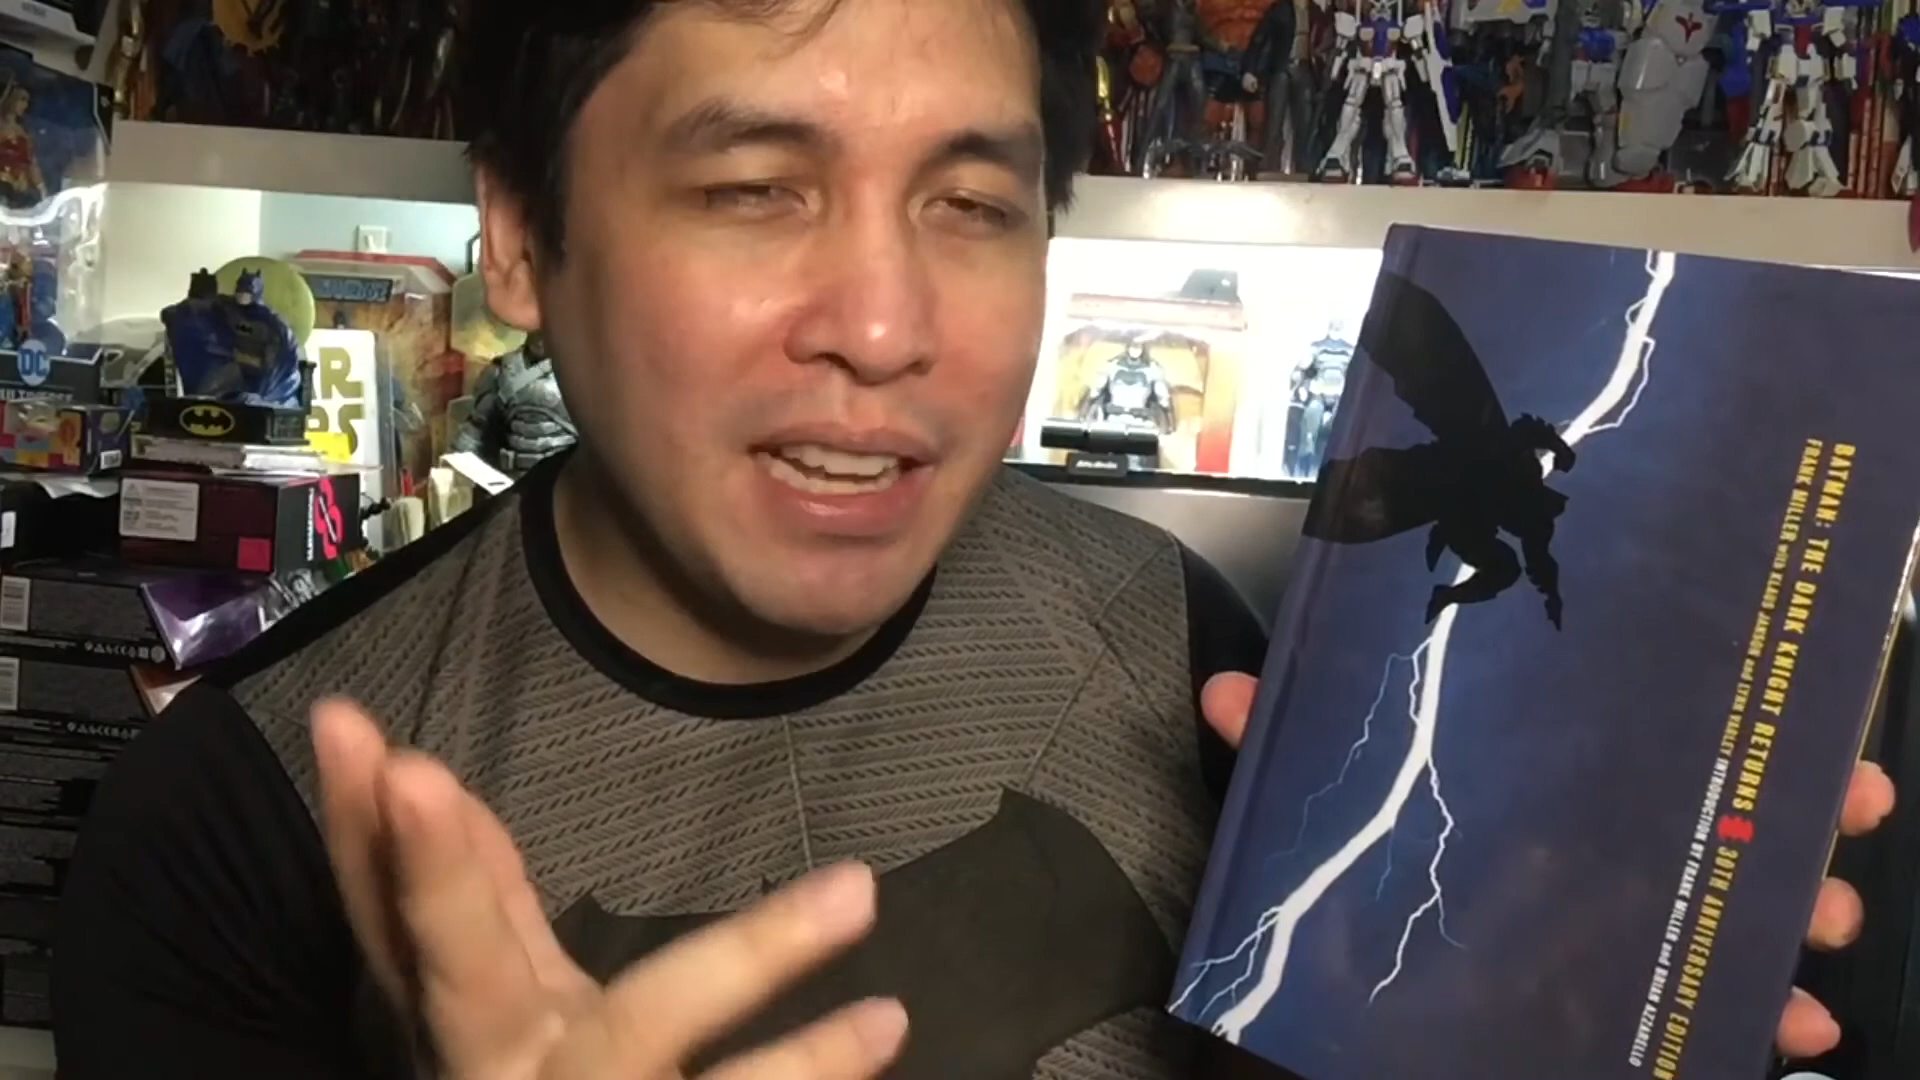 BATMAN: THE DARK KNIGHT RETURNS 30TH ANNIVERSARY EDITION
FRANK MILLER with KLAUS JANSON and LYNN VARLEY INTRODUCTION BY FRANK MILLER and BRIAN AZZARELLO
DC